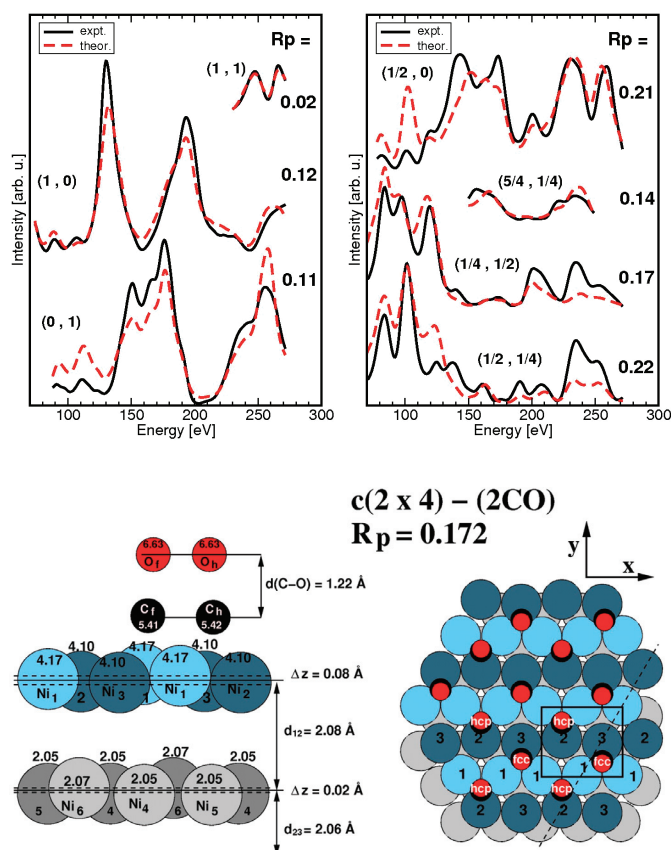 expt.
theor.
Rp =
(1 , 1)
0.02
0.12
(1 , 0)
0.11
(0 , 1)
Intensity [arb. u.]
100 150 200 250 300
Energy [eV]
expt.
theor.
Rp =
(1/2 , 0)
0.21
(5/4 , 1/4)
0.14
(1/4 , 1/2)
0.17
(1/2 , 1/4)
0.22
Intensity [arb. u.]
100 150 200 250 300
Energy [eV]
c(2 x 4) − (2CO)
Rp = 0.172
6.63 6.63
Of Oh
d(C−O) = 1.22 Å
Cf Ch
5.41 5.42
4.17 4.10 4.10 4.17 4.17 4.10 4.10
Ni1 2 Ni3 1 Ni1 3 Ni2
Δz = 0.08 Å
d12 = 2.08 Å
2.05 2.07 2.05 2.05 2.07 2.05 2.05
5 Ni6 4 Ni4 6 Ni5 4
Δz = 0.02 Å
d23 = 2.06 Å
y
x
hcp hcp
3 2 3 2 3 2
fcc fcc
1 1 1 1
hcp hcp
2 3 2 3